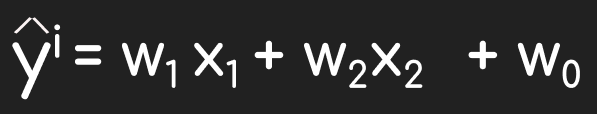 ŷⁱ = w₁ x₁ + w₂x₂ + w₀